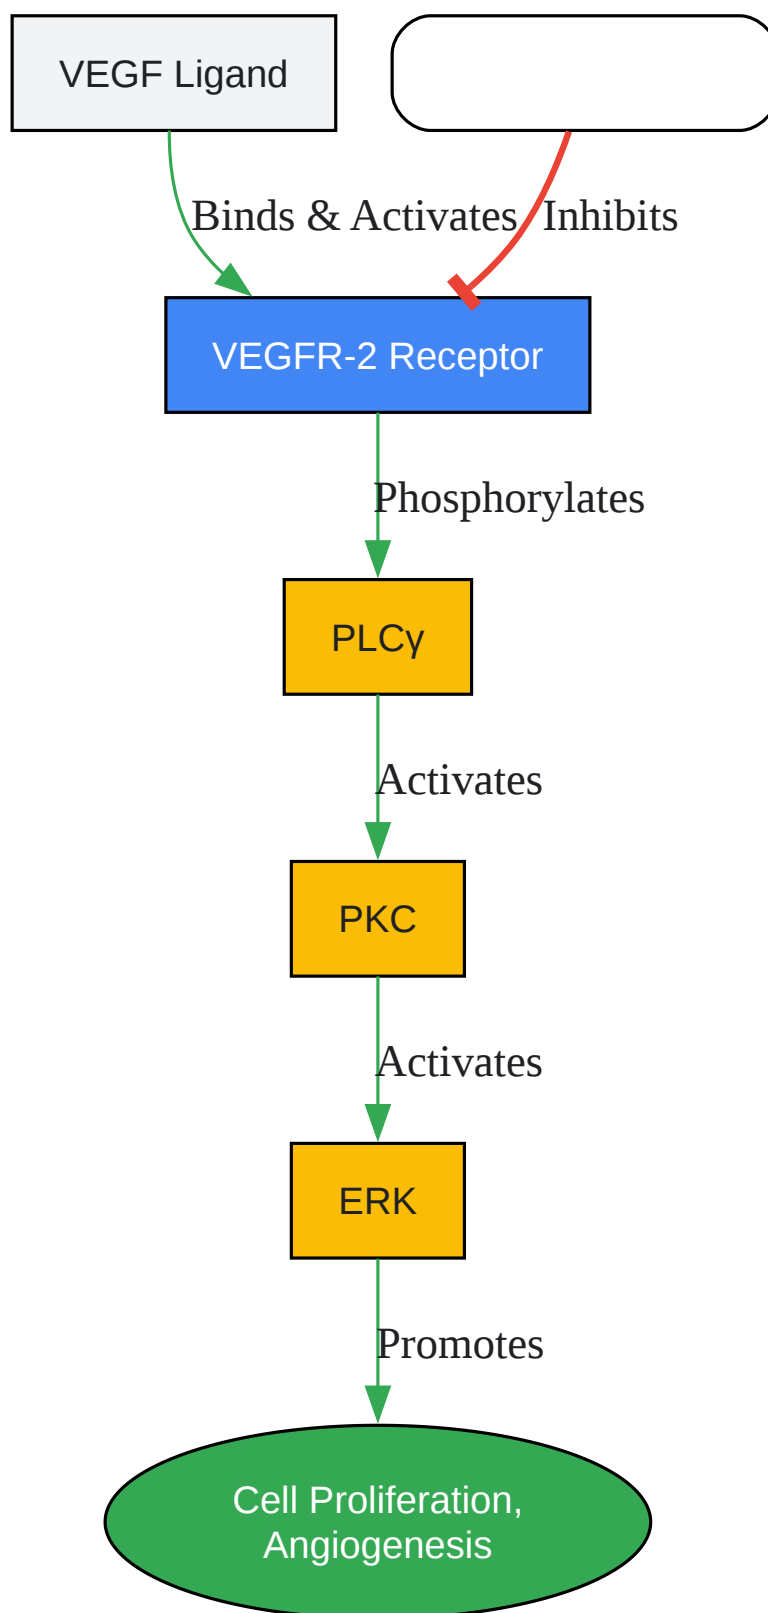 VEGF Ligand
Binds & Activates
Inhibits
VEGFR-2 Receptor
Phosphorylates
PLCγ
Activates
PKC
Activates
ERK
Promotes
Cell Proliferation,
Angiogenesis